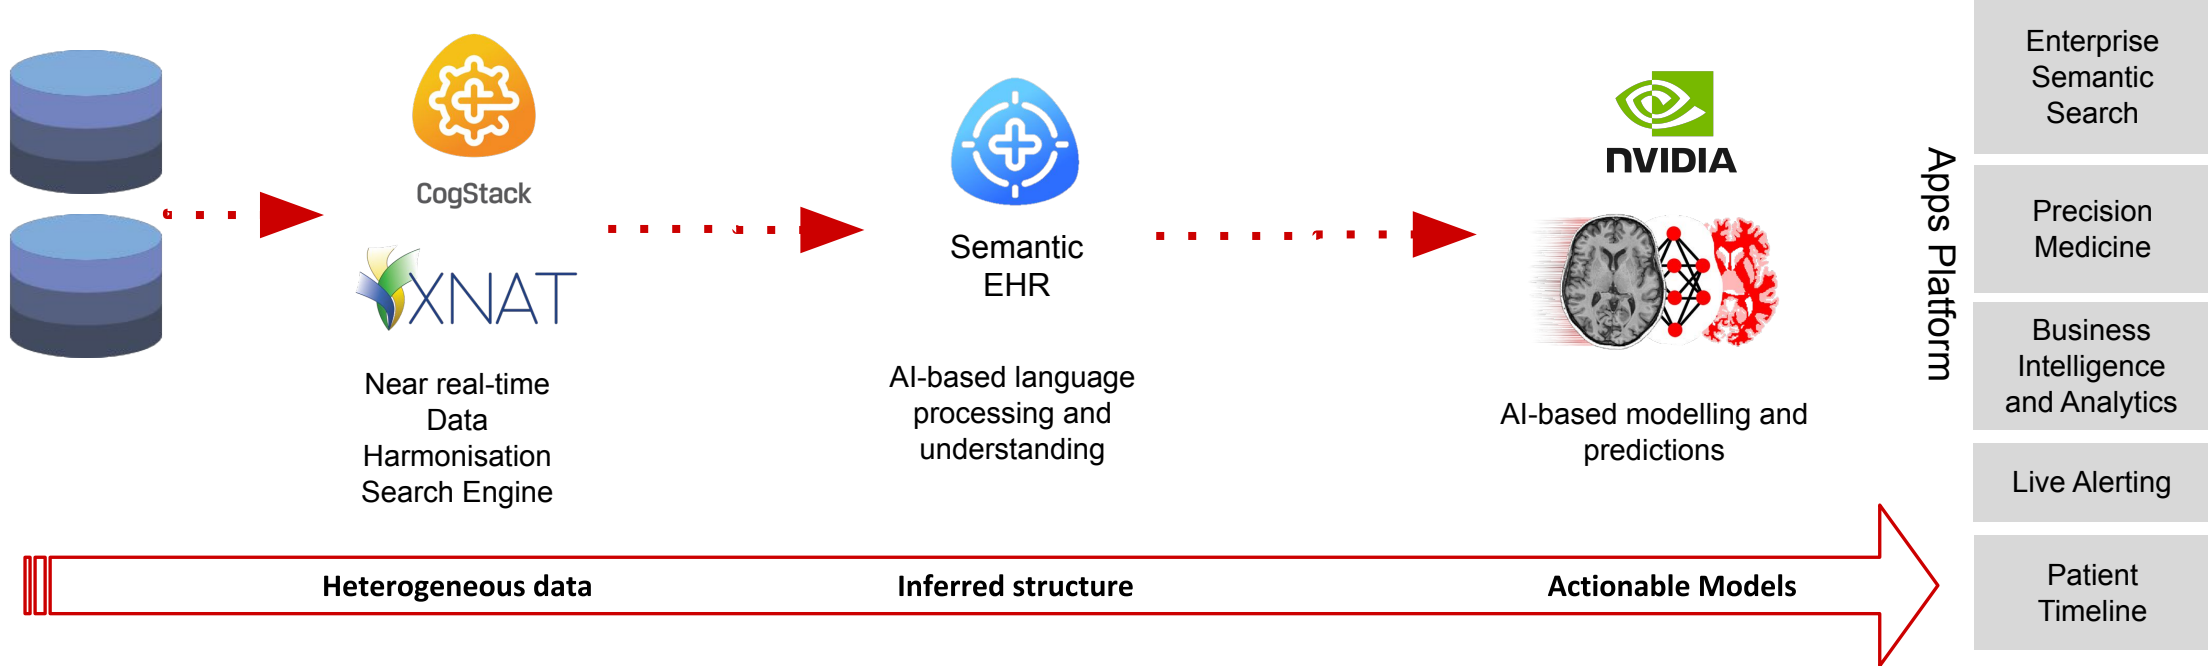 CogStack
XNAT
Near real-time
Data
Harmonisation
Search Engine
Semantic
EHR
AI-based language
processing and
understanding
NVIDIA
AI-based modelling and
predictions
Apps Platform
Enterprise
Semantic
Search
Precision
Medicine
Business
Intelligence
and Analytics
Live Alerting
Patient
Timeline
Heterogeneous data
Inferred structure
Actionable Models